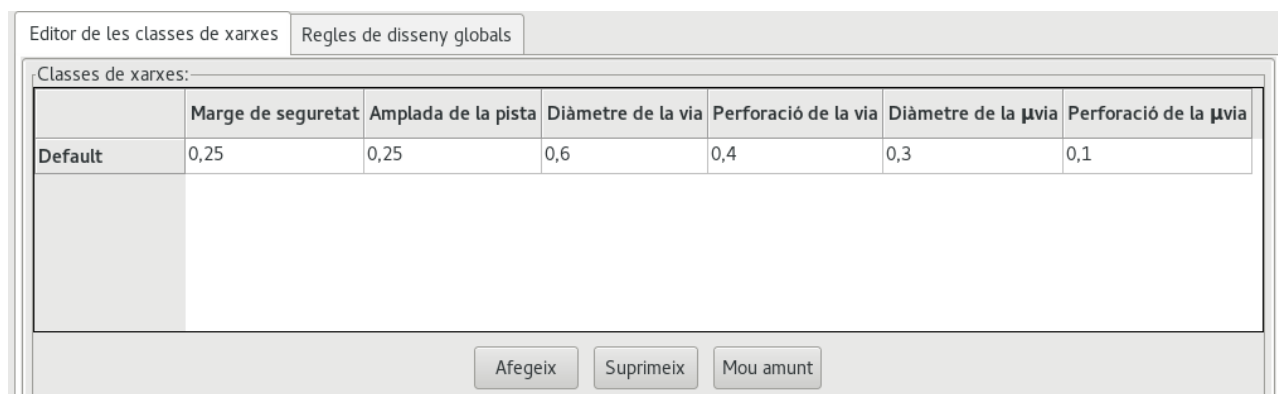 Editor de les classes de xarxes Regles de disseny globals
Classes de xarxes:
Marge de seguretat Amplada de la pista Diàmetre de la via Perforació de la via Diàmetre de la µvia Perforació de la µvia
Default 0,25 0,25 0,6 0,4 0,3 0,1
Afegeix Suprimeix Mou amunt